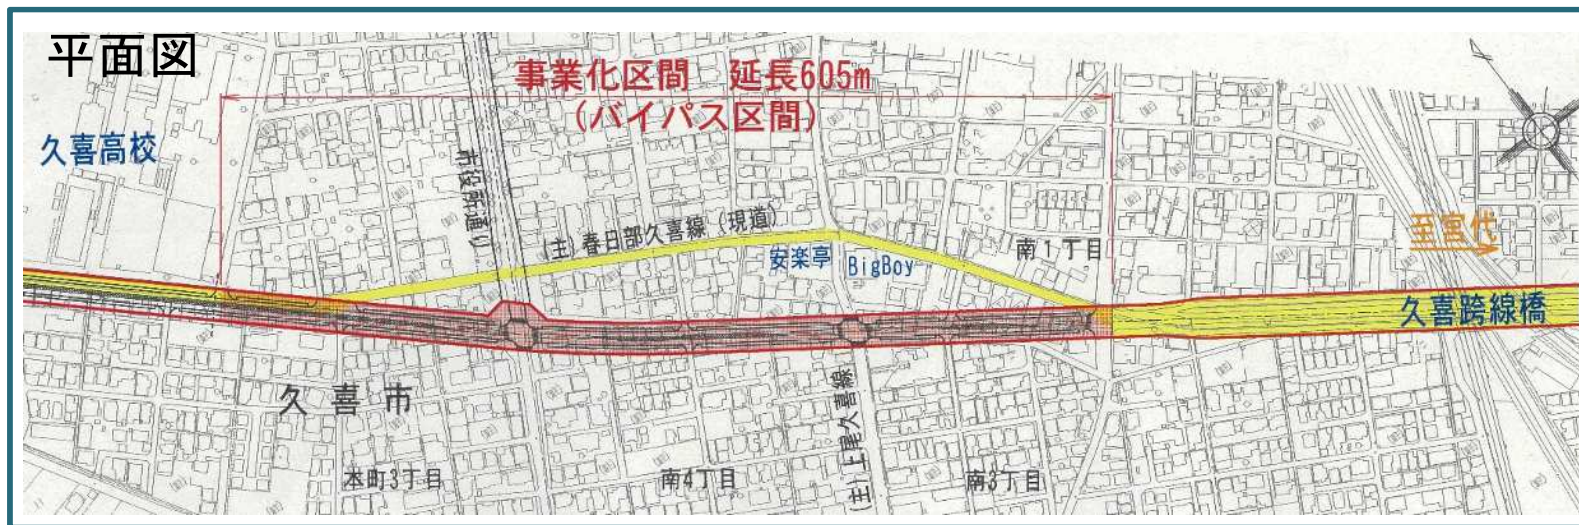 平面図
事業化区間　延長605m
(バイパス区間)
久喜高校
市役所通り
(主)春日部久喜線(現道)
安楽亭
BigBoy
南1丁目
至宮代
久喜跨線橋
久喜市
(主)上尾久喜線
本町3丁目
南4丁目
南3丁目